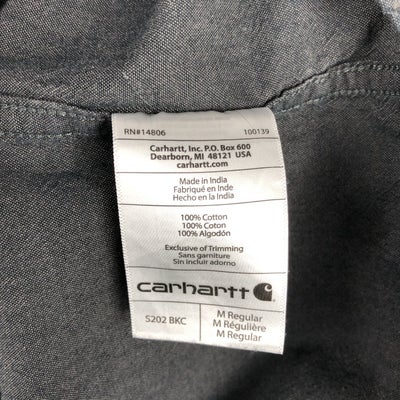 RN#14806 100139
Carhartt, Inc. P.O. Box 600
Dearborn, MI 48121 USA
carhartt.com
Made in India
Fabriqué en Inde
Hecho en la India
100% Cotton
100% Coton
100% Algodón
Exclusive of Trimming
Sans garniture
Sin incluir adorno
carhartt
S202 BKC
M Regular
M Régulière
M Regular